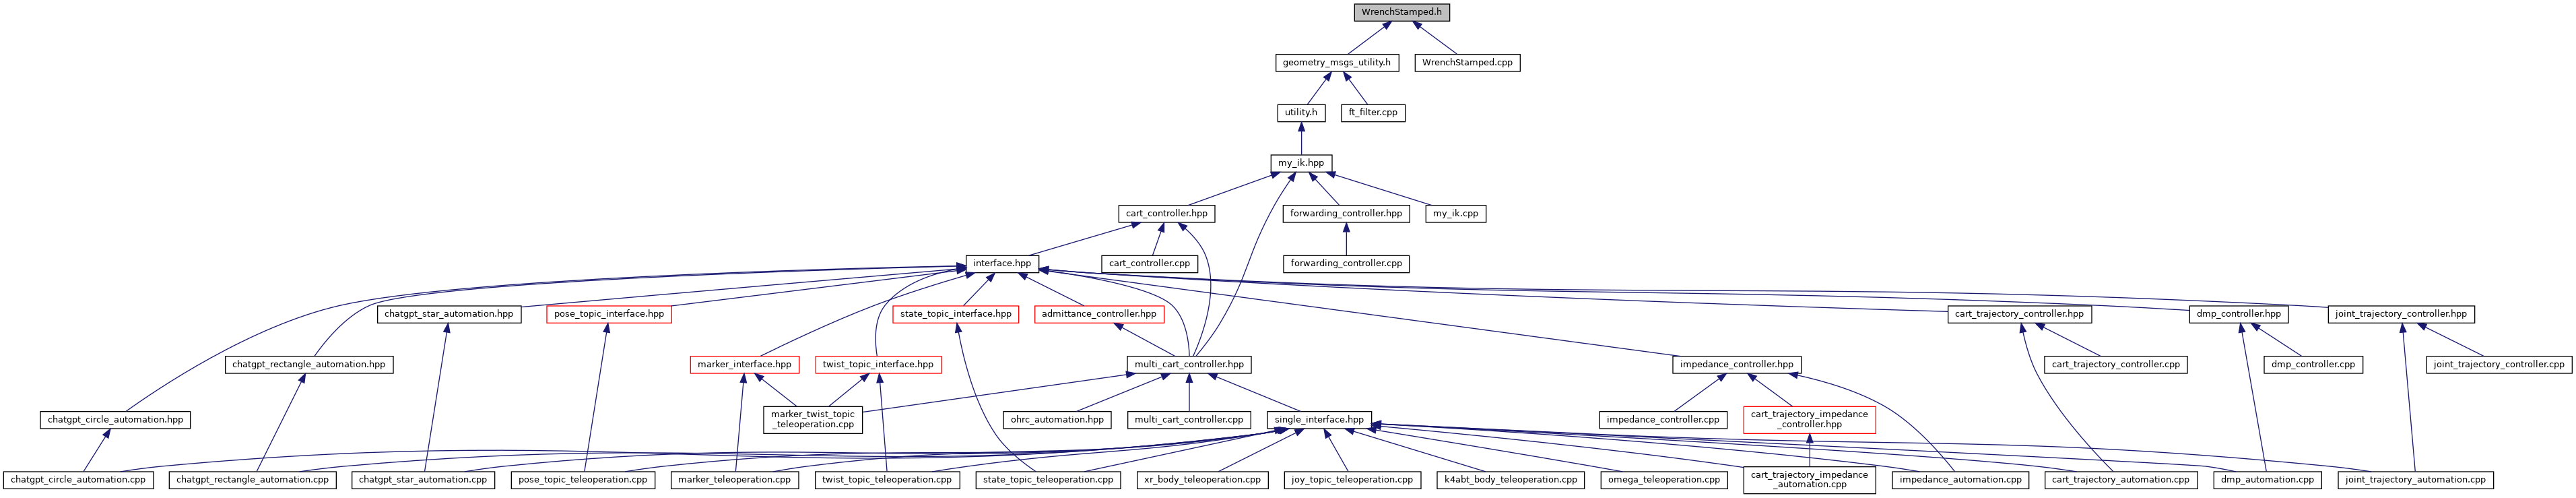 WrenchStamped.h
geometry_msgs_utility.h
WrenchStamped.cpp
utility.h
ft_filter.cpp
my_ik.hpp
cart_controller.hpp
forwarding_controller.hpp
my_ik.cpp
interface.hpp
cart_controller.cpp
forwarding_controller.cpp
chatgpt_star_automation.hpp
pose_topic_interface.hpp
state_topic_interface.hpp
admittance_controller.hpp
cart_trajectory_controller.hpp
dmp_controller.hpp
joint_trajectory_controller.hpp
chatgpt_rectangle_automation.hpp
marker_interface.hpp
twist_topic_interface.hpp
multi_cart_controller.hpp
impedance_controller.hpp
cart_trajectory_controller.cpp
dmp_controller.cpp
joint_trajectory_controller.cpp
chatgpt_circle_automation.hpp
marker_twist_topic
_teleoperation.cpp
ohrc_automation.hpp
multi_cart_controller.cpp
single_interface.hpp
impedance_controller.cpp
cart_trajectory_impedance
_controller.hpp
chatgpt_circle_automation.cpp
chatgpt_rectangle_automation.cpp
chatgpt_star_automation.cpp
pose_topic_teleoperation.cpp
marker_teleoperation.cpp
twist_topic_teleoperation.cpp
state_topic_teleoperation.cpp
xr_body_teleoperation.cpp
joy_topic_teleoperation.cpp
k4abt_body_teleoperation.cpp
omega_teleoperation.cpp
cart_trajectory_impedance
_automation.cpp
impedance_automation.cpp
cart_trajectory_automation.cpp
dmp_automation.cpp
joint_trajectory_automation.cpp